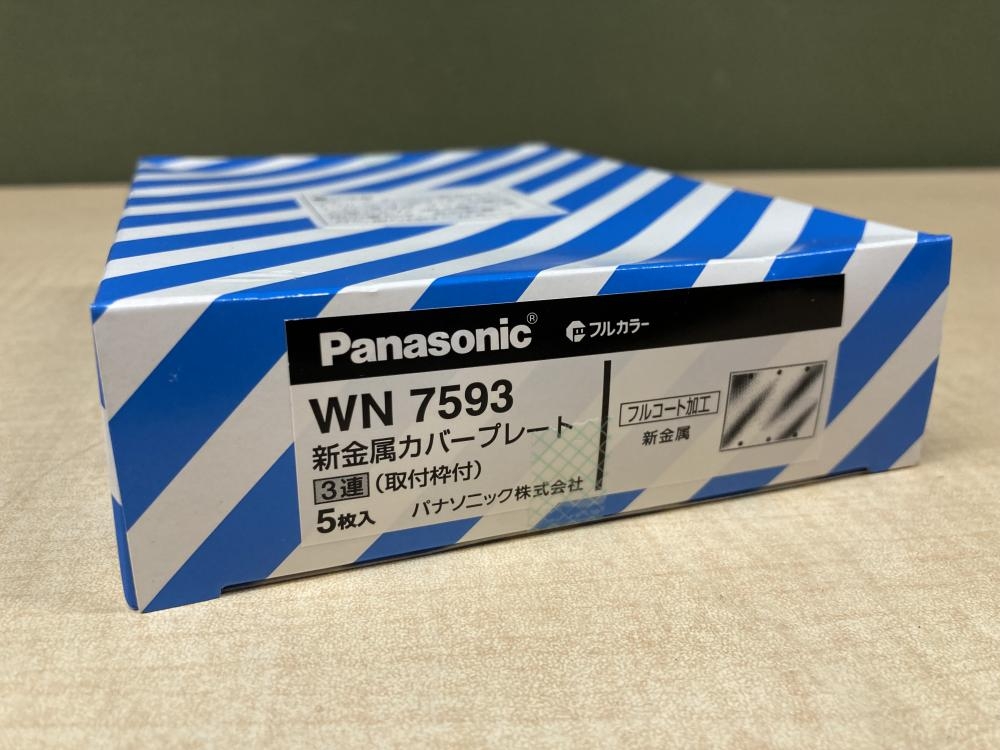 Panasonic® フルカラー
WN 7593
新金属カバープレート
3連 (取付枠付)
5枚入 パナソニック株式会社
フルコート加工
新金属